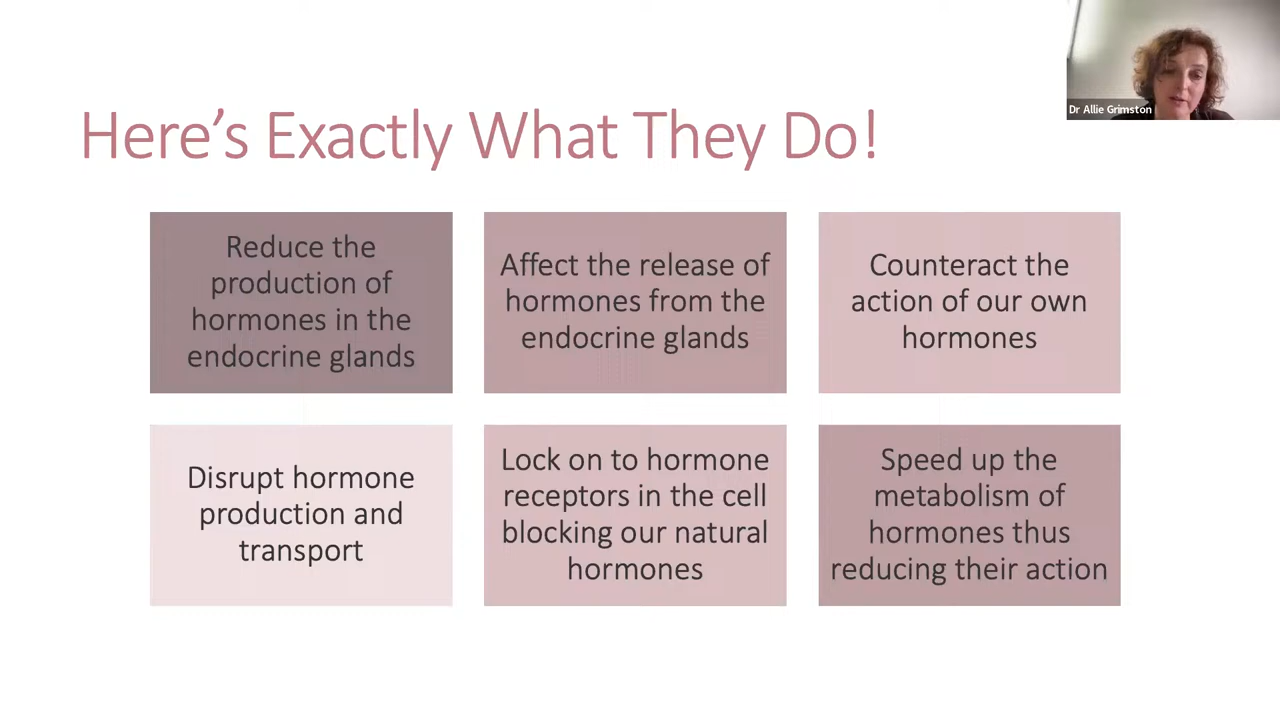 Dr Allie Grimston
Here's Exactly What They Do!
Reduce the
production of
hormones in the
endocrine glands
Affect the release of
hormones from the
endocrine glands
Counteract the
action of our own
hormones
Disrupt hormone
production and
transport
Lock on to hormone
receptors in the cell
blocking our natural
hormones
Speed up the
metabolism of
hormones thus
reducing their action